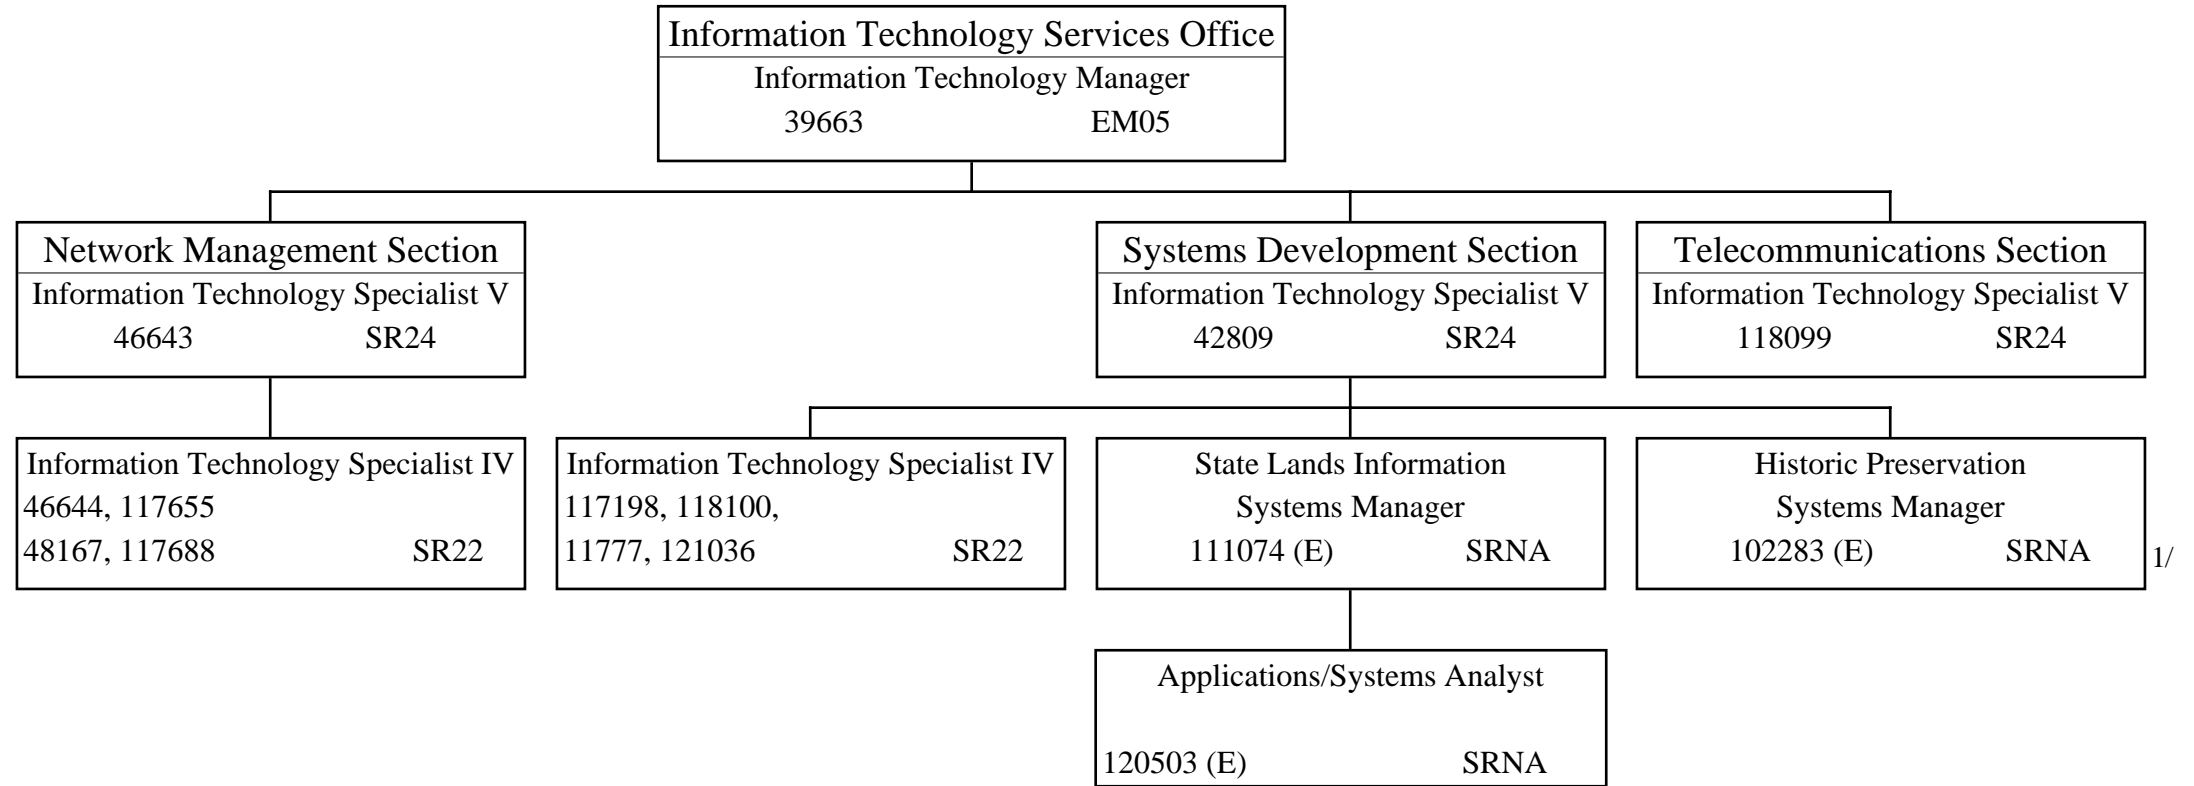 Information Technology Services Office
Information Technology Manager
39663 EM05
Network Management Section
Information Technology Specialist V
46643 SR24
Systems Development Section
Information Technology Specialist V
42809 SR24
Telecommunications Section
Information Technology Specialist V
118099 SR24
Information Technology Specialist IV
46644, 117655
48167, 117688 SR22
Information Technology Specialist IV
117198, 118100,
11777, 121036 SR22
State Lands Information
Systems Manager
111074 (E) SRNA
Historic Preservation
Systems Manager
102283 (E) SRNA
1/
Applications/Systems Analyst
120503 (E) SRNA